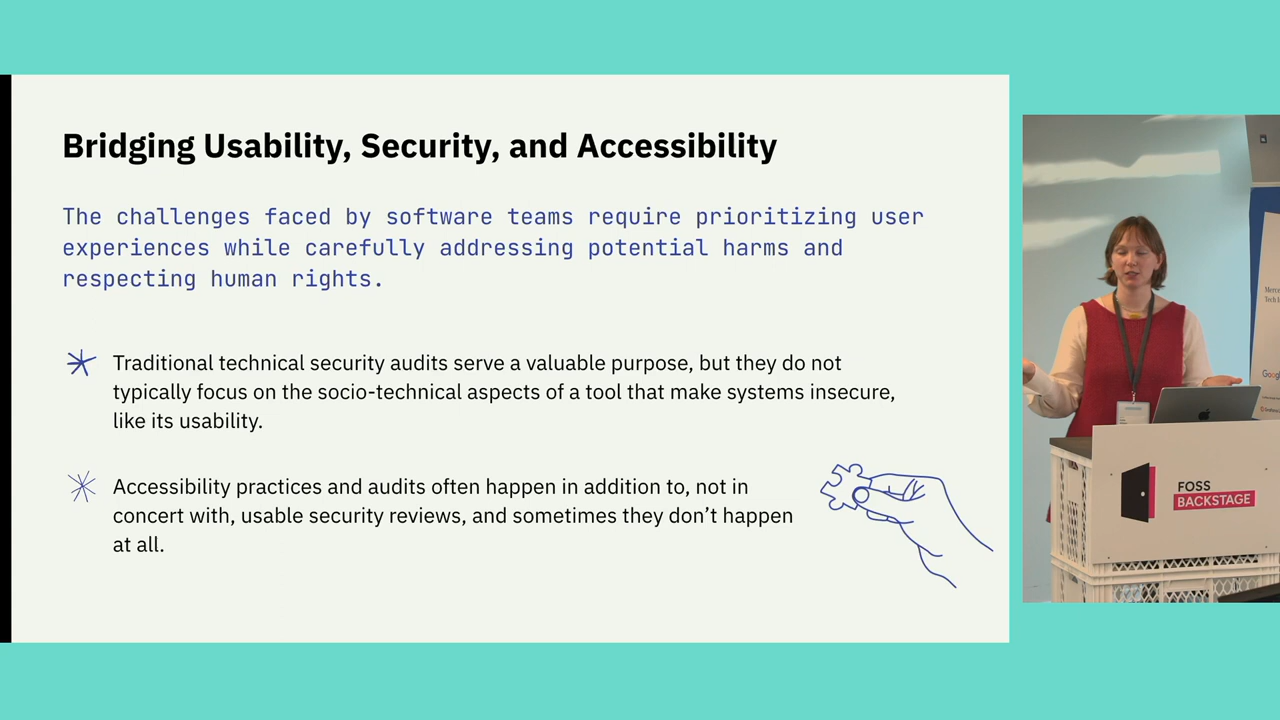 Bridging Usability, Security, and Accessibility
The challenges faced by software teams require prioritizing user
experiences while carefully addressing potential harms and
respecting human rights.
Traditional technical security audits serve a valuable purpose, but they do not
typically focus on the socio-technical aspects of a tool that make systems insecure,
like its usability.
Accessibility practices and audits often happen in addition to, not in
concert with, usable security reviews, and sometimes they don’t happen
at all.
FOSS
BACKSTAGE